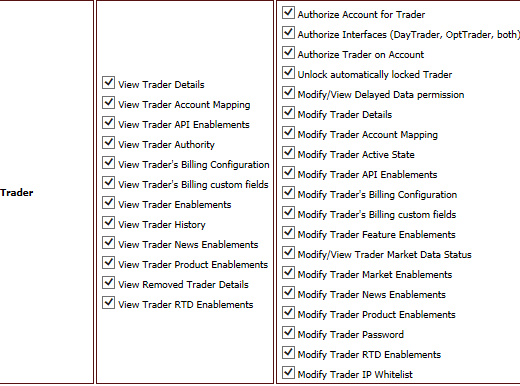 Trader
View Trader Details
View Trader Account Mapping
View Trader API Enablements
View Trader Authority
View Trader's Billing Configuration
View Trader's Billing custom fields
View Trader Enablements
View Trader History
View Trader News Enablements
View Trader Product Enablements
View Removed Trader Details
View Trader RTD Enablements
Authorize Account for Trader
Authorize Interfaces (DayTrader, OptTrader, both)
Authorize Trader on Account
Unlock automatically locked Trader
Modify/View Delayed Data permission
Modify Trader Details
Modify Trader Account Mapping
Modify Trader Active State
Modify Trader API Enablements
Modify Trader's Billing Configuration
Modify Trader's Billing custom fields
Modify Trader Feature Enablements
Modify/View Trader Market Data Status
Modify Trader Market Enablements
Modify Trader News Enablements
Modify Trader Product Enablements
Modify Trader Password
Modify Trader RTD Enablements
Modify Trader IP Whitelist